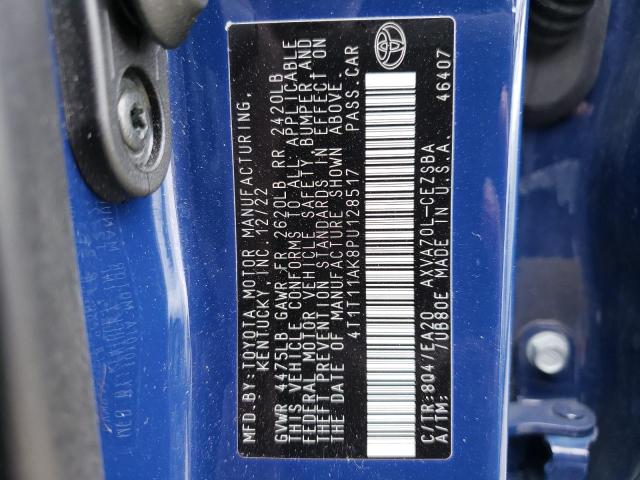 MFD.BY:TOYOTA MOTOR MANUFACTURING,
KENTUCKY,INC.12/22
GVWR 4475LB GAWR FR 2620LB RR 2420LB
THIS VEHICLE CONFORMS TO ALL APPLICABLE
FEDERAL MOTOR VEHICLE SAFETY, BUMPER,AND
THEFT PREVENTION STANDARDS IN EFFECT ON
THE DATE OF MANUFACTURE SHOWN ABOVE.
4T1T11AK8PU128517 PASS.CAR
C/TR:8047/EA20 AXVA70L-CEZSBA
A/TM: /UB80E MADE IN U.S.A. 46407